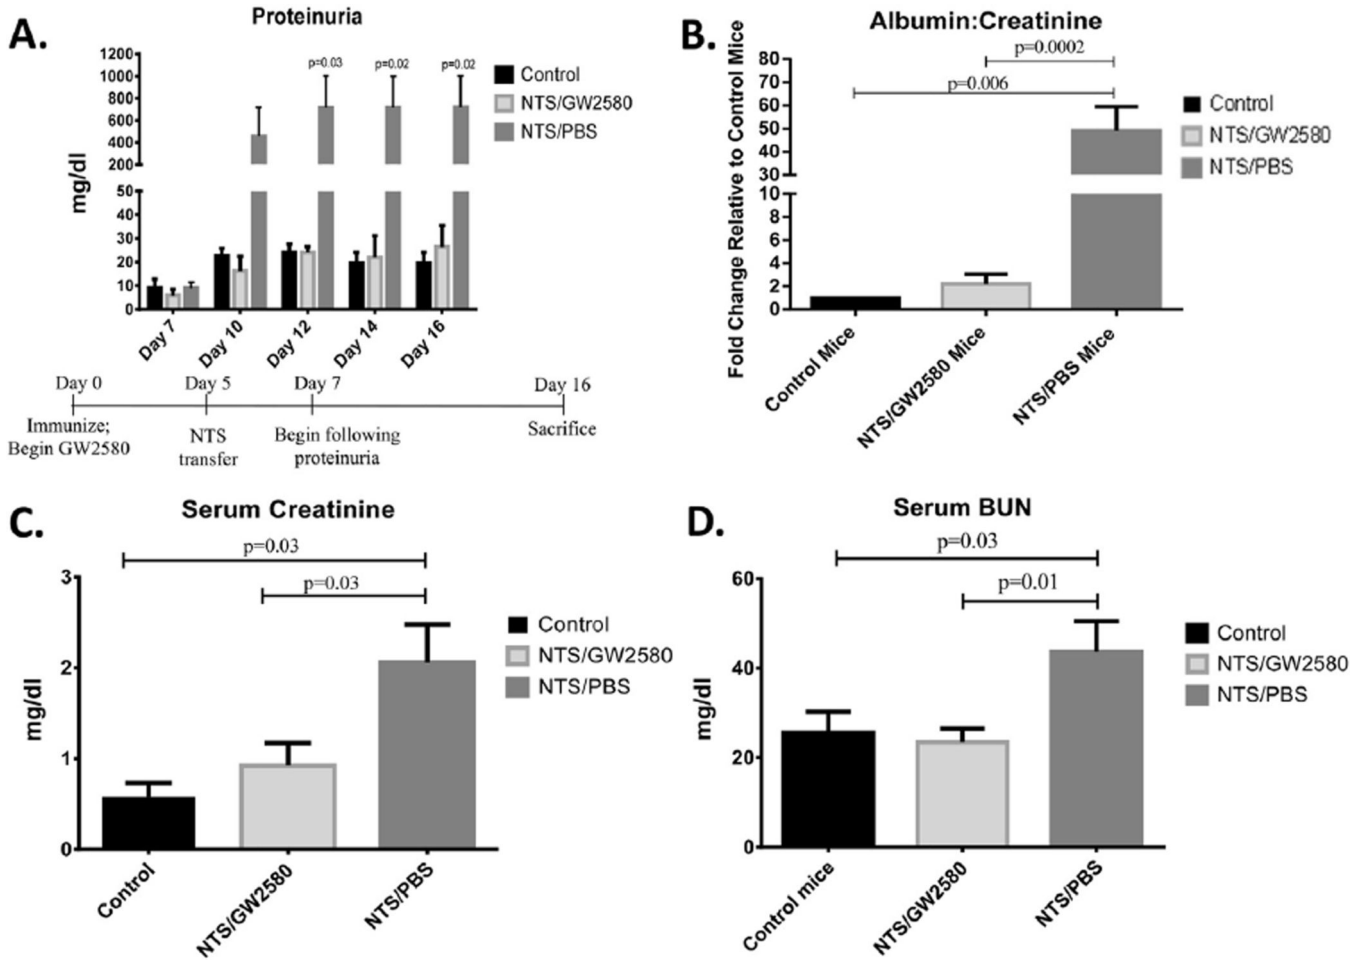 A.
Proteinuria
mg/dl
1200
1000
800
600
400
200
50
40
30
20
10
0
p=0.03
p=0.02
p=0.02
Control
NTS/GW2580
NTS/PBS
Day 7
Day 10
Day 12
Day 14
Day 16
Day 0
Day 5
Day 7
Day 16
Immunize;
Begin GW2580
NTS
transfer
Begin following
proteinuria
Sacrifice
B.
Albumin:Creatinine
Fold Change Relative to Control Mice
80
70
60
50
40
30
10
8
6
4
2
0
p=0.0002
p=0.006
Control
NTS/GW2580
NTS/PBS
Control Mice
NTS/GW2580 Mice
NTS/PBS Mice
C.
Serum Creatinine
mg/dl
3
2
1
0
p=0.03
p=0.03
Control
NTS/GW2580
NTS/PBS
Control
NTS/GW2580
NTS/PBS
D.
Serum BUN
mg/dl
60
40
20
0
p=0.03
p=0.01
Control
NTS/GW2580
NTS/PBS
Control mice
NTS/GW2580
NTS/PBS